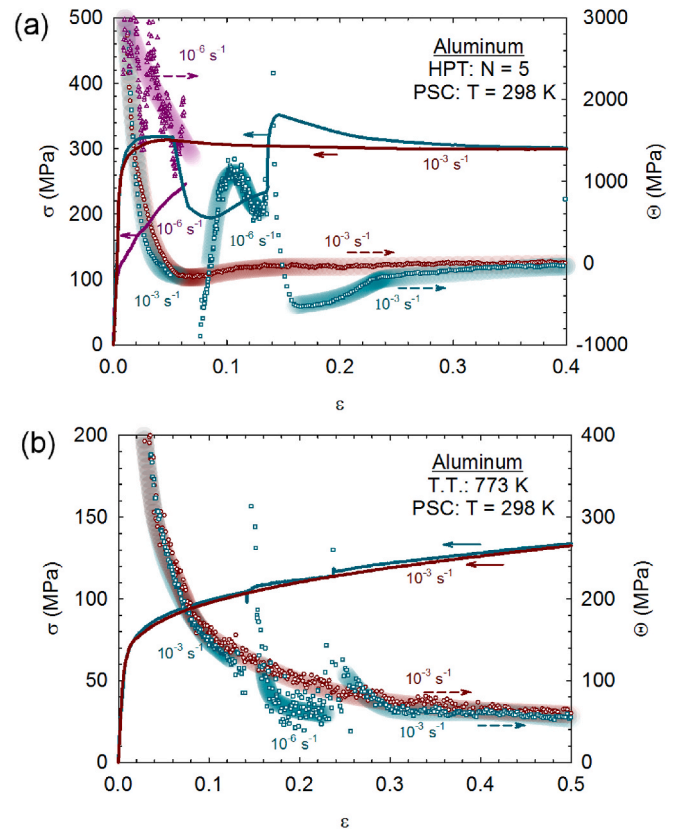 (a)
500
400
300
200
100
0
σ (MPa)
3000
2000
1000
0
-1000
Θ (MPa)
Aluminum
HPT: N = 5
PSC: T = 298 K
10⁻⁶ s⁻¹
10⁻³ s⁻¹
10⁻⁶ s⁻¹
10⁻⁶ s⁻¹
10⁻³ s⁻¹
10⁻³ s⁻¹
10⁻³ s⁻¹
0.0 0.1 0.2 0.3 0.4
ε
(b)
200
150
100
50
0
σ (MPa)
400
300
200
100
0
Θ (MPa)
Aluminum
T.T.: 773 K
PSC: T = 298 K
10⁻³ s⁻¹
10⁻³ s⁻¹
10⁻³ s⁻¹
10⁻⁶ s⁻¹
10⁻³ s⁻¹
0.0 0.1 0.2 0.3 0.4 0.5
ε